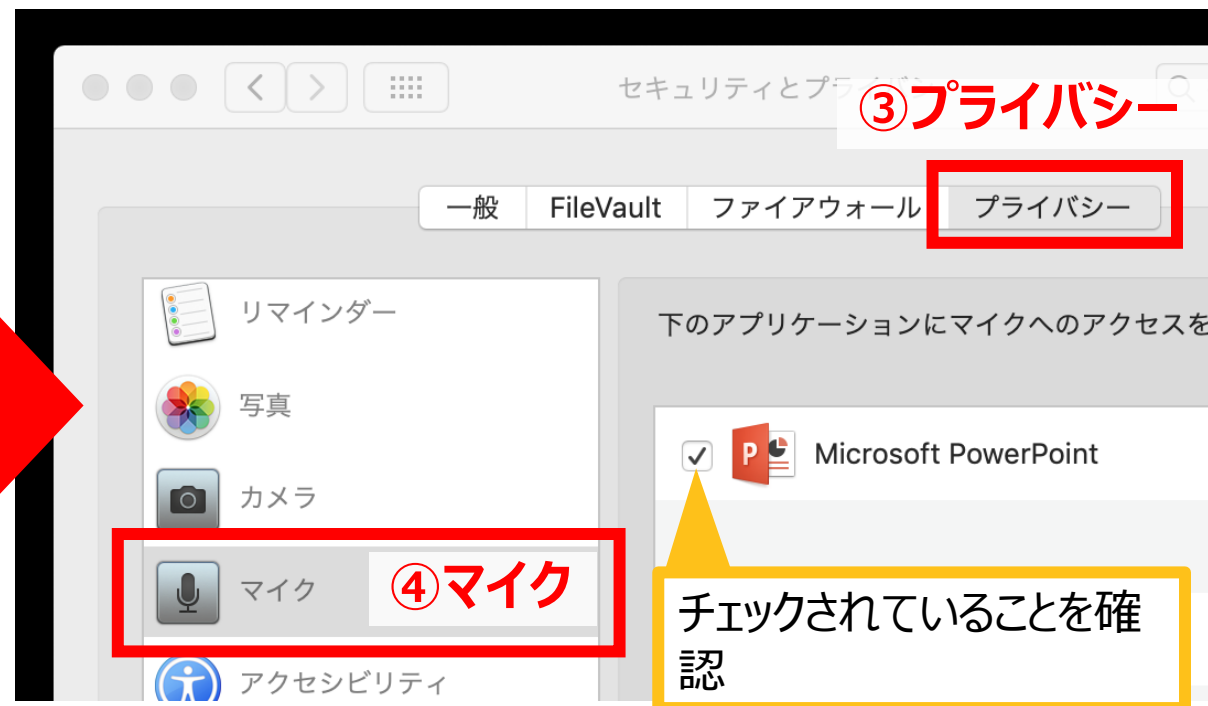 セキュリティとプ
③プライバシー
一般 FileVault ファイアウォール プライバシー
リマインダー
下のアプリケーションにマイクへのアクセスを
写真
Microsoft PowerPoint
カメラ
マイク
④マイク
チェックされていることを確
認
アクセシビリティ